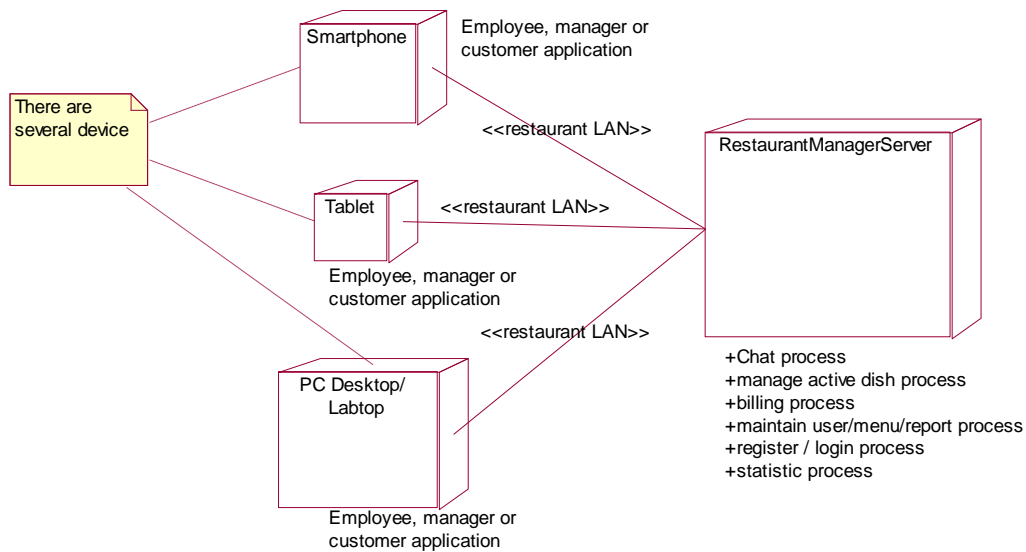 There are
several device
Smartphone
Employee, manager or
customer application
<<restaurant LAN>>
RestaurantManagerServer
Tablet
<<restaurant LAN>>
Employee, manager or
customer application
<<restaurant LAN>>
PC Desktop/
Labtop
Employee, manager or
customer application
+Chat process
+manage active dish process
+billing process
+maintain user/menu/report process
+register / login process
+statistic process